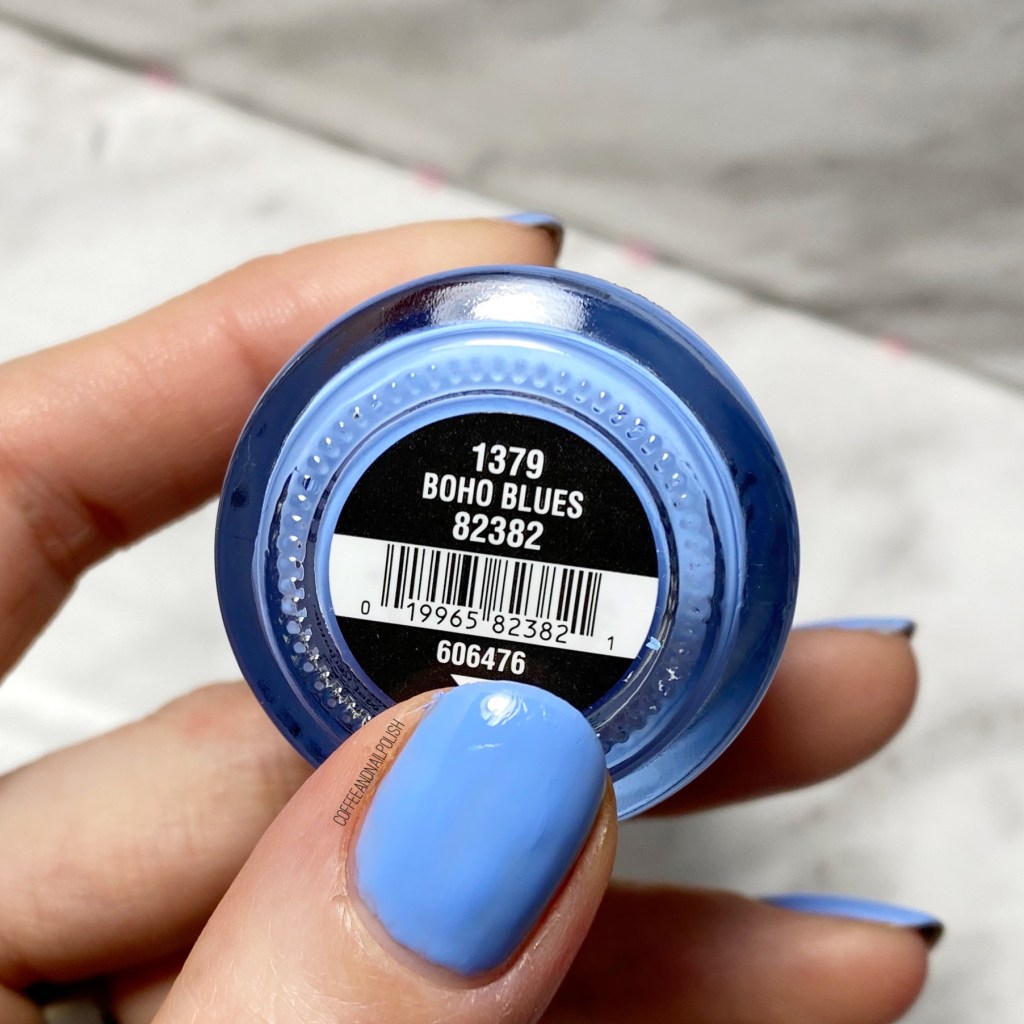 1379
BOHO BLUES
82382
0 19965 82382 1
606476
COFFEEANDNAILPOLISH